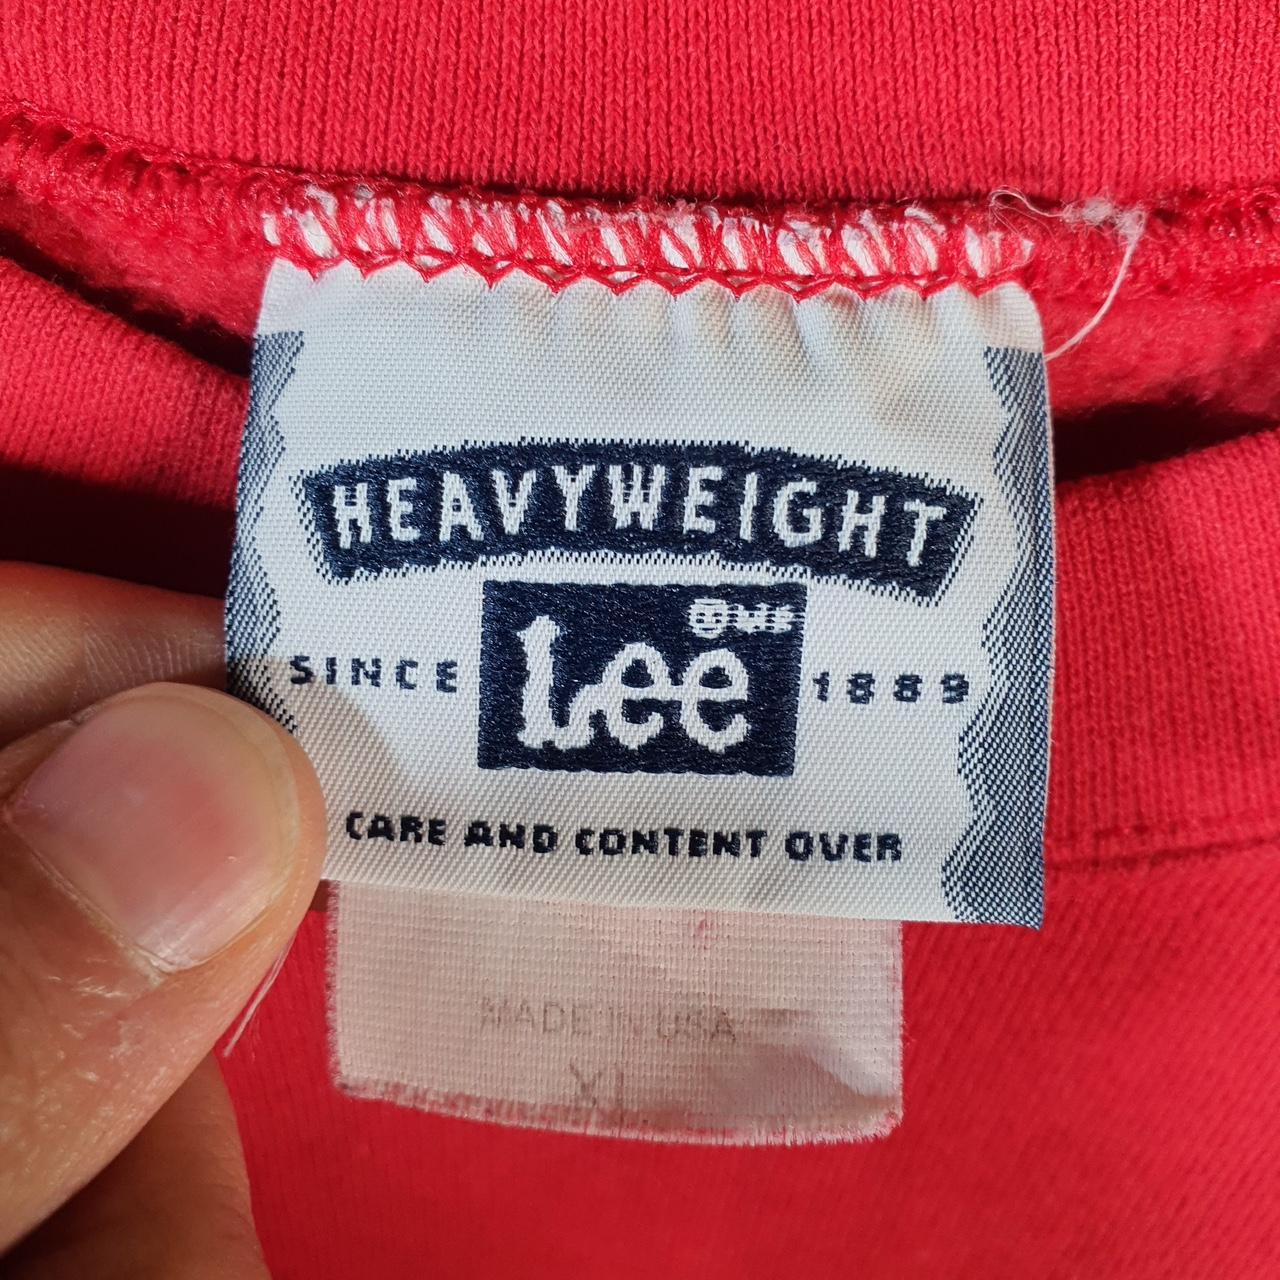 HEAVYWEIGHT
Lee
SINCE 1889
CARE AND CONTENT OVER
MADE IN USA
XL